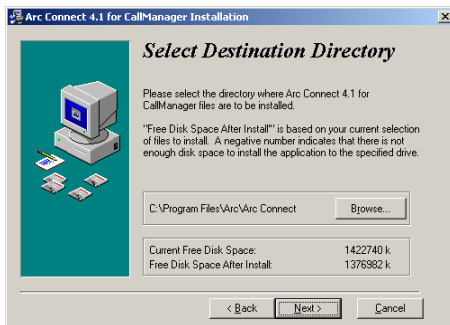 Arc Connect 4.1 for CallManager Installation
Select Destination Directory
Please select the directory where Arc Connect 4.1 for
CallManager files are to be installed.
"Free Disk Space After Install'" is based on your current selection
of files to install. A negative number indicates that there is not
enough disk space to install the application to the specified drive.
C:\Program Files\Arc\Arc Connect
Browse...
Current Free Disk Space: 1422740 k
Free Disk Space After Install: 1376982 k
< Back Next > Cancel